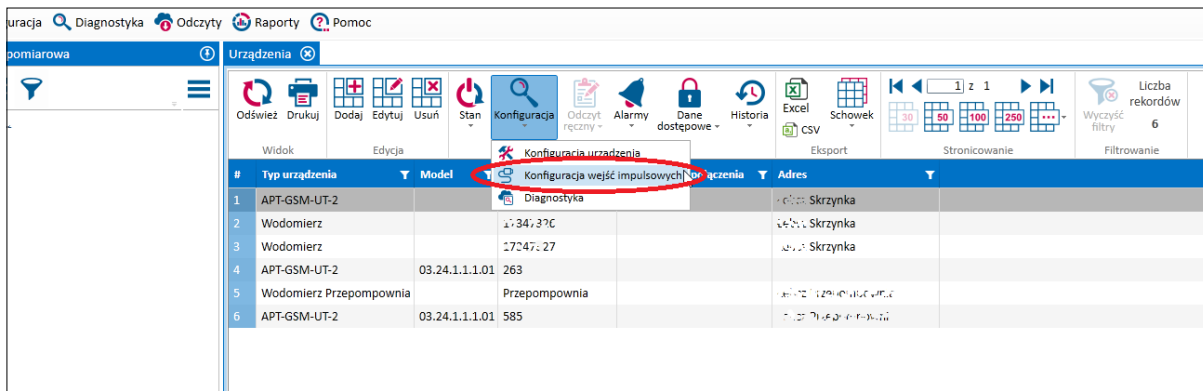 uracja Diagnostyka Odczyty Raporty Pomoc
pomiarowa Urządzenia
Odśwież Drukuj Dodaj Edytuj Usuń Stan Konfiguracja Odczyt ręczny Alarmy Dane dostępowe Historia Excel CSV Schowek 1 z 1 30 50 100 250 ... Wyczyść filtry Liczba rekordów 6
Widok Edycja Eksport Stronicowanie Filtrowanie
Konfiguracja urządzenia
Konfiguracja wejść impulsowych
Diagnostyka
# Typ urządzenia Model Adres
1 APT-GSM-UT-2 Skrzynka
2 Wodomierz Skrzynka
3 Wodomierz Skrzynka
4 APT-GSM-UT-2 03.24.1.1.1.01 263
5 Wodomierz Przepompownia Przepompownia
6 APT-GSM-UT-2 03.24.1.1.1.01 585